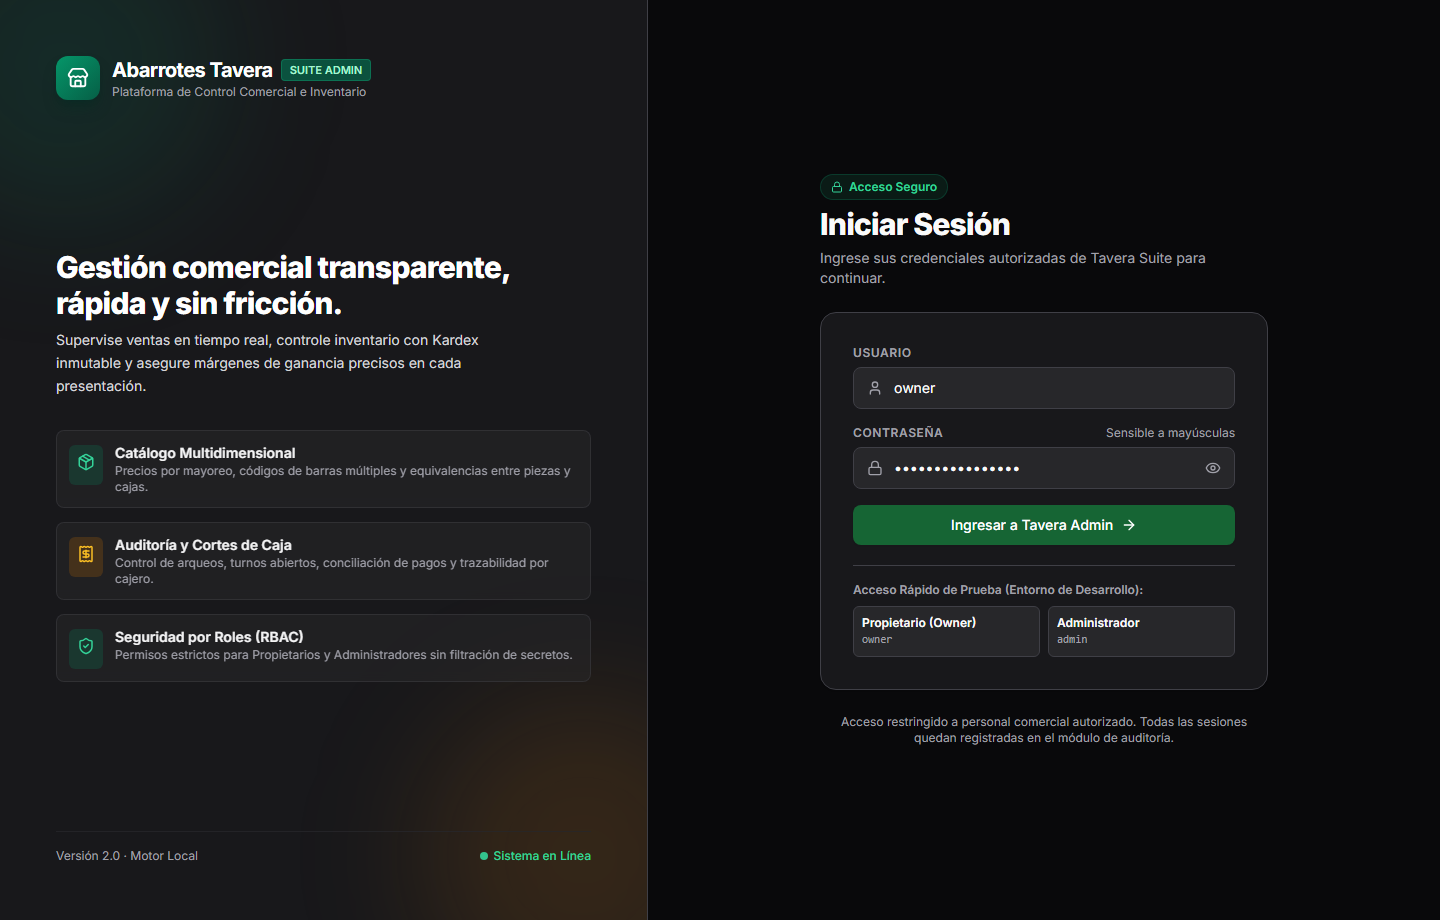 Abarrotes Tavera SUITE ADMIN
Plataforma de Control Comercial e Inventario
Gestión comercial transparente,
rápida y sin fricción.
Supervise ventas en tiempo real, controle inventario con Kardex
inmutable y asegure márgenes de ganancia precisos en cada
presentación.
Catálogo Multidimensional
Precios por mayoreo, códigos de barras múltiples y equivalencias entre piezas y
cajas.
Auditoría y Cortes de Caja
Control de arqueos, turnos abiertos, conciliación de pagos y trazabilidad por
cajero.
Seguridad por Roles (RBAC)
Permisos estrictos para Propietarios y Administradores sin filtración de secretos.
Versión 2.0 · Motor Local
Sistema en Línea
Acceso Seguro
Iniciar Sesión
Ingrese sus credenciales autorizadas de Tavera Suite para
continuar.
USUARIO
owner
CONTRASEÑA
Sensible a mayúsculas
••••••••••••••••
Ingresar a Tavera Admin →
Acceso Rápido de Prueba (Entorno de Desarrollo):
Propietario (Owner)
owner
Administrador
admin
Acceso restringido a personal comercial autorizado. Todas las sesiones
quedan registradas en el módulo de auditoría.